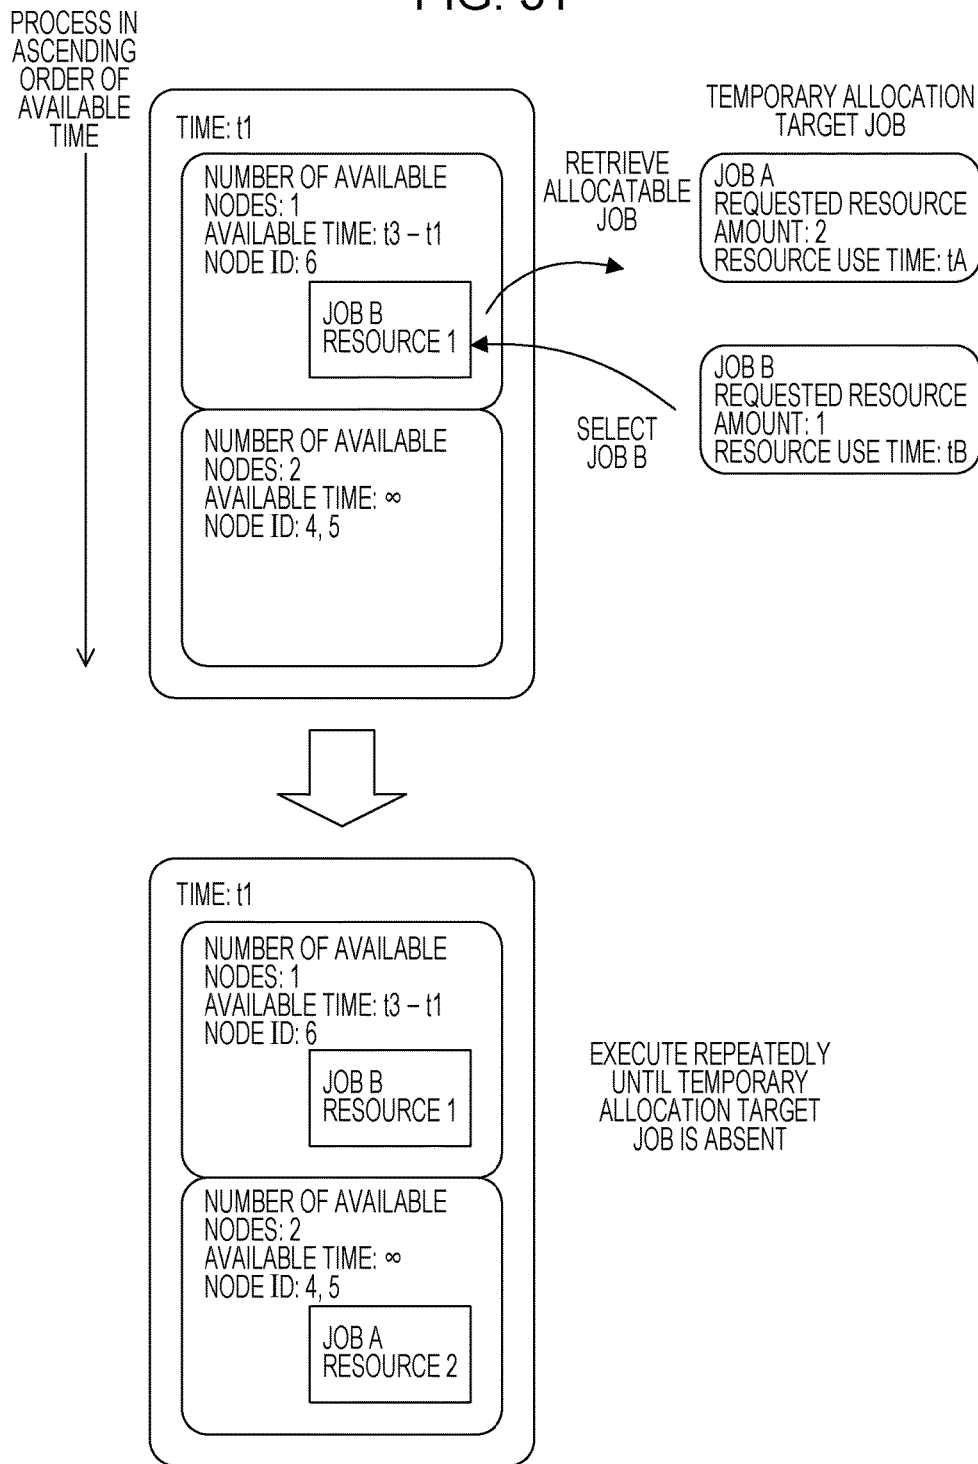 FIG.
PROCESS IN
ASCENDING
ORDER OF
AVAILABLE
TIME
TIME: t1
NUMBER OF AVAILABLE
NODES: 1
AVAILABLE TIME: t3 – t1
NODE ID: 6
JOB B
RESOURCE 1
NUMBER OF AVAILABLE
NODES: 2
AVAILABLE TIME: ∞
NODE ID: 4, 5
RETRIEVE
ALLOCATABLE
JOB
SELECT
JOB B
TEMPORARY ALLOCATION
TARGET JOB
JOB A
REQUESTED RESOURCE
AMOUNT: 2
RESOURCE USE TIME: tA
JOB B
REQUESTED RESOURCE
AMOUNT: 1
RESOURCE USE TIME: tB
TIME: t1
NUMBER OF AVAILABLE
NODES: 1
AVAILABLE TIME: t3 – t1
NODE ID: 6
JOB B
RESOURCE 1
NUMBER OF AVAILABLE
NODES: 2
AVAILABLE TIME: ∞
NODE ID: 4, 5
JOB A
RESOURCE 2
EXECUTE REPEATEDLY
UNTIL TEMPORARY
ALLOCATION TARGET
JOB IS ABSENT